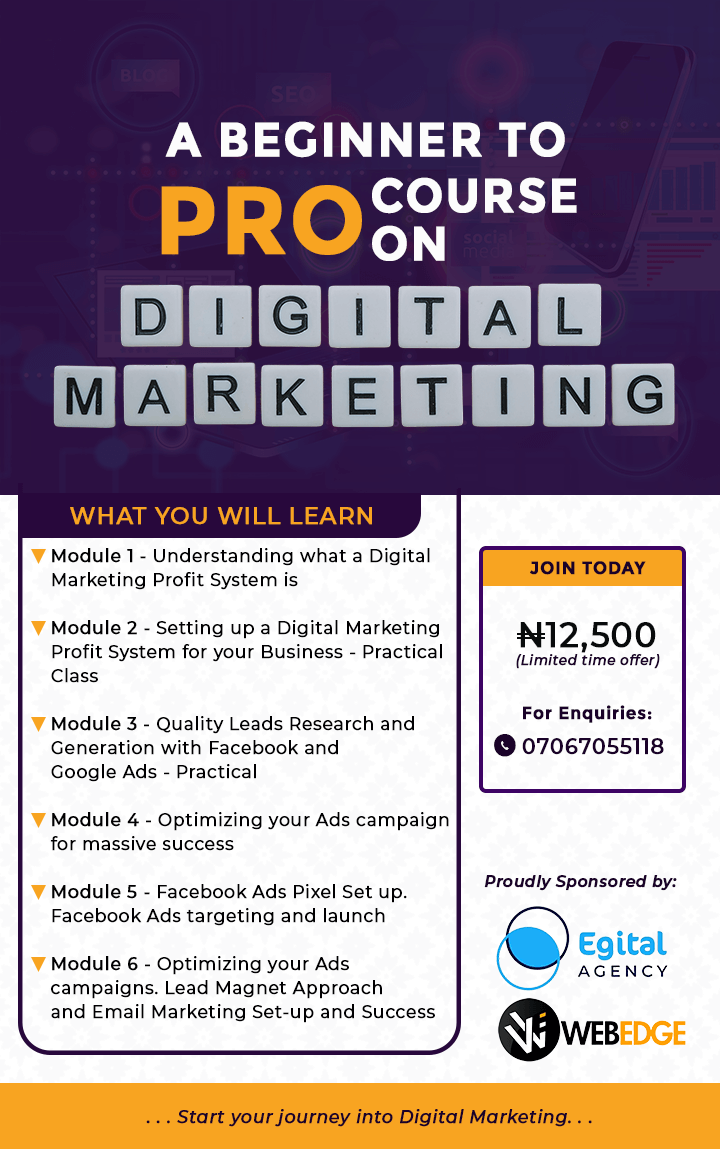 BLOG
SEO
A BEGINNER TO
PRO COURSE
ON
social
media
DIGITAL
MARKETING
WHAT YOU WILL LEARN
Module 1 - Understanding what a Digital
Marketing Profit System is
Module 2 - Setting up a Digital Marketing
Profit System for your Business - Practical
Class
Module 3 - Quality Leads Research and
Generation with Facebook and
Google Ads - Practical
Module 4 - Optimizing your Ads campaign
for massive success
Module 5 - Facebook Ads Pixel Set up.
Facebook Ads targeting and launch
Module 6 - Optimizing your Ads
campaigns. Lead Magnet Approach
and Email Marketing Set-up and Success
JOIN TODAY
₦12,500
(Limited time offer)
For Enquiries:
07067055118
Proudly Sponsored by:
Egital
AGENCY
WEBEDGE
. . . Start your journey into Digital Marketing. . .